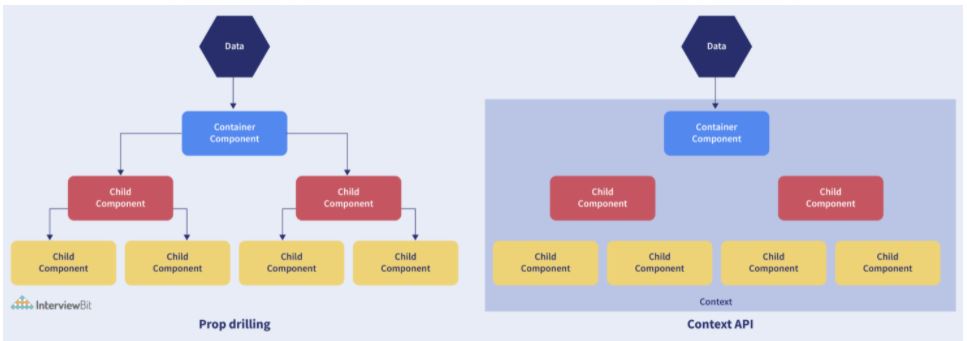 Data
Container
Component
Child
Component
Child
Component
Child
Component
Child
Component
Child
Component
Child
Component
InterviewBit
Prop drilling
Data
Container
Component
Child
Component
Child
Component
Child
Component
Child
Component
Child
Component
Child
Component
Context
Context API